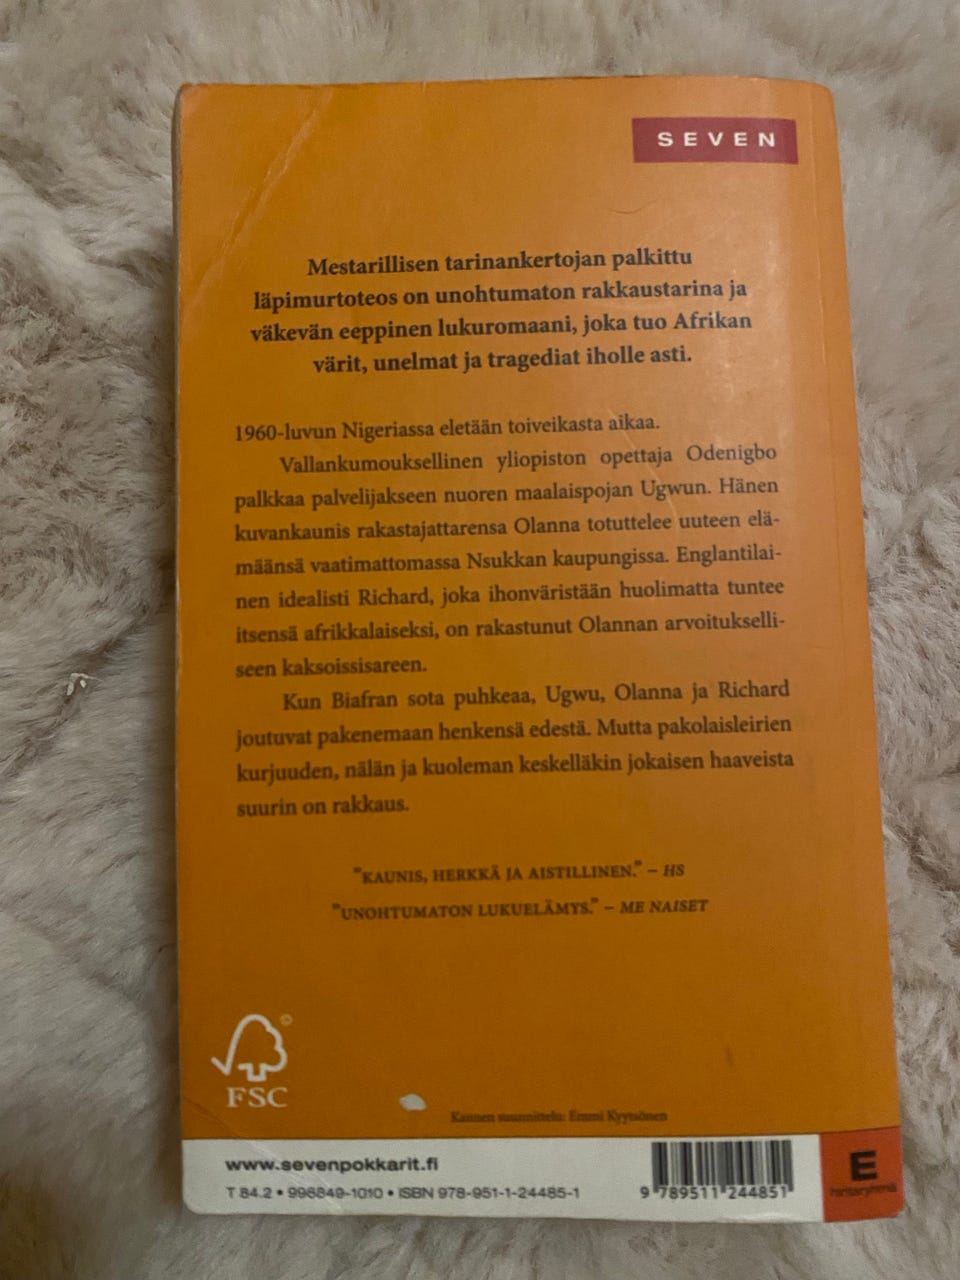 SEVEN
Mestarillisen tarinankertojan palkittu
läpimurtoteos on unohtumaton rakkaustarina ja
väkevän eeppinen lukuromaani, joka tuo Afrikan
värit, unelmat ja tragediat iholle asti.
1960-luvun Nigeriassa eletään toiveikasta aikaa.
Vallankumouksellinen yliopiston opettaja Odenigbo
palkkaa palvelijakseen nuoren maalaispojan Ugwun. Hänen
kuvankaunis rakastajattarensa Olanna totuttelee uuteen elä-
määnsä vaatimattomassa Nsukkan kaupungissa. Englantilai-
nen idealisti Richard, joka ihonväristään huolimatta tuntee
itsensä afrikkalaiseksi, on rakastunut Olannan arvoitukselli-
seen kaksoissisareen.
Kun Biafran sota puhkeaa, Ugwu, Olanna ja Richard
joutuvat pakenemaan henkensä edestä. Mutta pakolaisleirien
kurjuuden, nälän ja kuoleman keskelläkin jokaisen haaveista
suurin on rakkaus.
"KAUNIS, HERKKÄ JA AISTILLINEN." – HS
"UNOHTUMATON LUKUELÄMYS." – ME NAISET
©
FSC
Kannen suunnittelu: Emmi Kyytsönen
www.sevenpokkarit.fi
T 84.2 • 998849-1010 • ISBN 978-951-1-24485-1
9 789511 244851
E
hintaryhmä